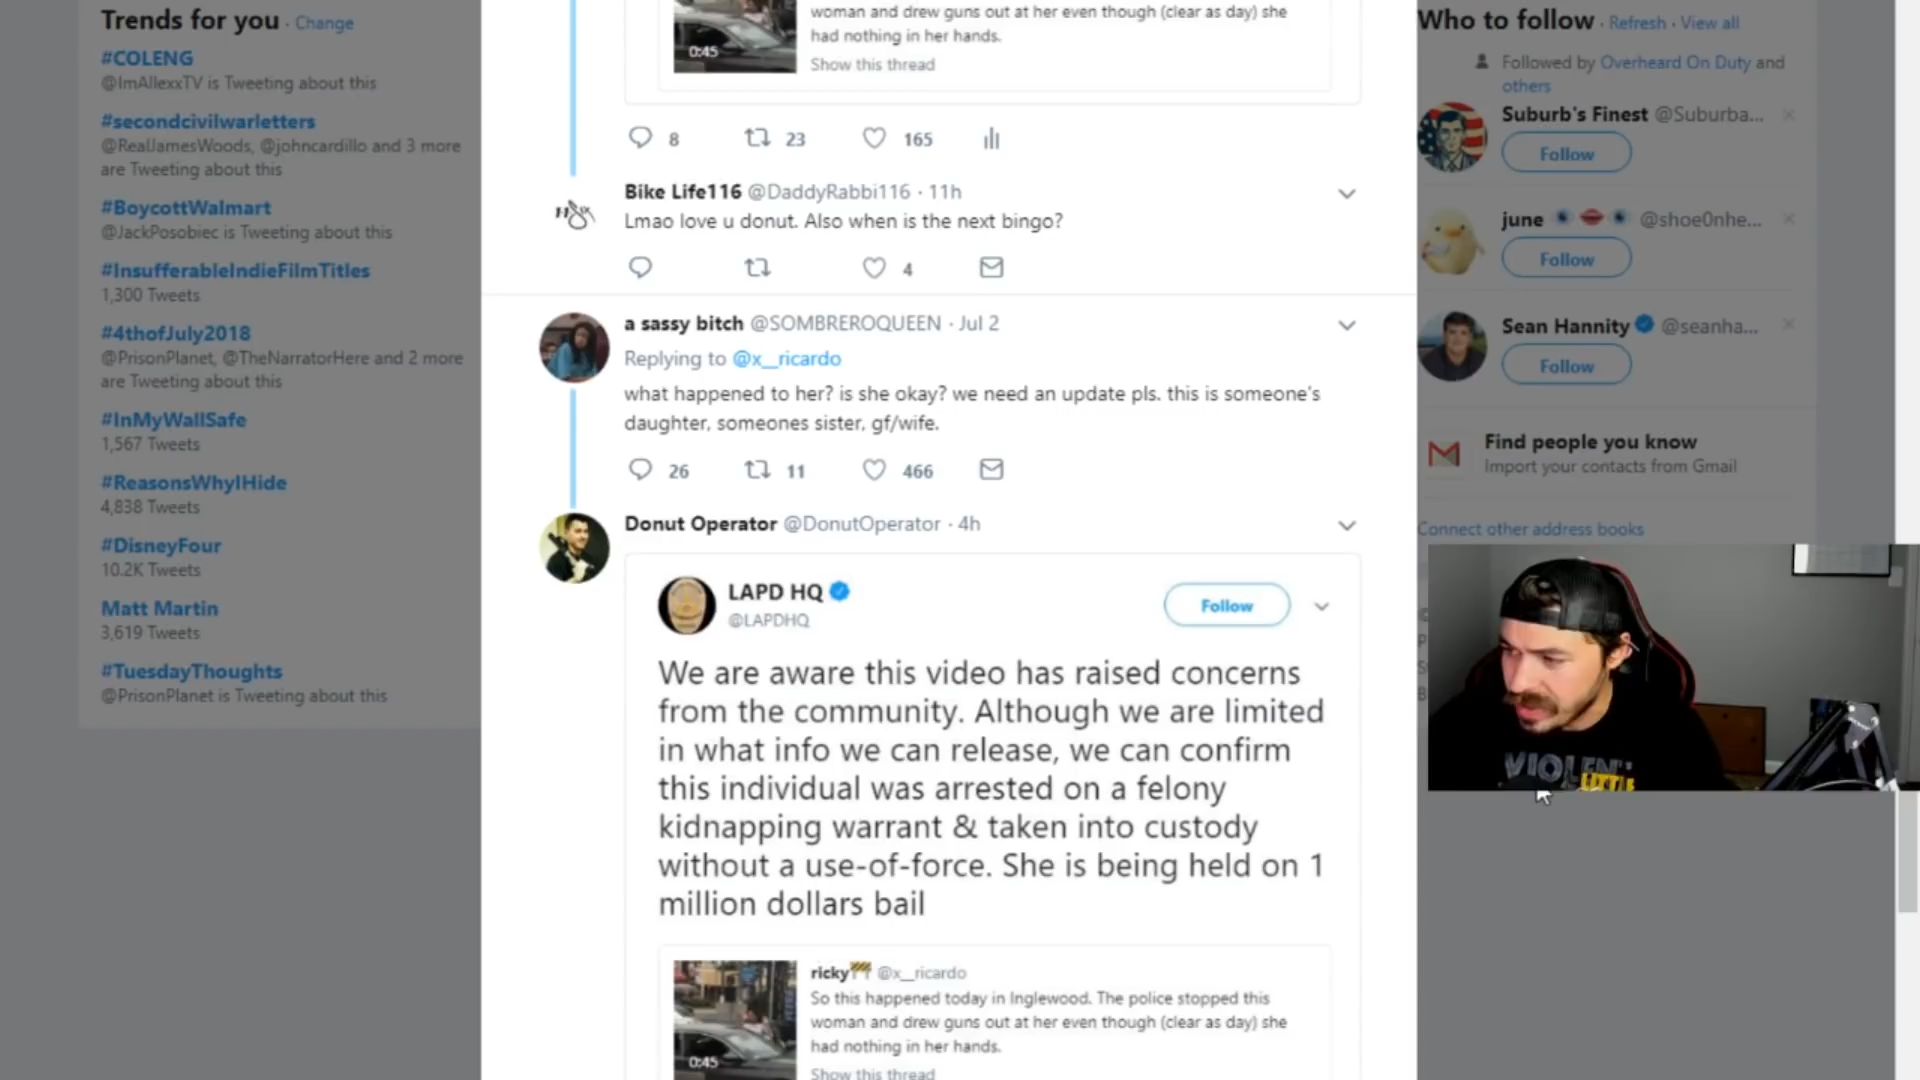 Trends for you · Change
#COLENG
@ImAllexxTV is Tweeting about this
#secondcivilwarletters
@RealJamesWoods, @johncardillo and 3 more
are Tweeting about this
#BoycottWalmart
@JackPosobiec is Tweeting about this
#InsufferableIndieFilmTitles
1,300 Tweets
#4thofJuly2018
@PrisonPlanet, @TheNarratorHere and 2 more
are Tweeting about this
#InMyWallSafe
1,567 Tweets
#ReasonsWhyIHide
4,838 Tweets
#DisneyFour
10.2K Tweets
Matt Martin
3,619 Tweets
#TuesdayThoughts
@PrisonPlanet is Tweeting about this
woman and drew guns out at her even though (clear as day) she
had nothing in her hands.
0:45
Show this thread
8 23 165
Bike Life116 @DaddyRabbi116 · 11h
Lmao love u donut. Also when is the next bingo?
4
a sassy bitch @SOMBREROQUEEN · Jul 2
Replying to @x__ricardo
what happened to her? is she okay? we need an update pls. this is someone's
daughter, someones sister, gf/wife.
26 11 466
Donut Operator @DonutOperator · 4h
LAPD HQ
@LAPDHQ
Follow
We are aware this video has raised concerns
from the community. Although we are limited
in what info we can release, we can confirm
this individual was arrested on a felony
kidnapping warrant & taken into custody
without a use-of-force. She is being held on 1
million dollars bail
ricky @x__ricardo
So this happened today in Inglewood. The police stopped this
woman and drew guns out at her even though (clear as day) she
had nothing in her hands.
0:45
Show this thread
Who to follow · Refresh · View all
Followed by Overheard On Duty and
others
Suburb's Finest @Suburba...
Follow
june @shoe0nhe...
Follow
Sean Hannity @seanha...
Follow
Find people you know
Import your contacts from Gmail
Connect other address books
VIOLEN
LITTLE